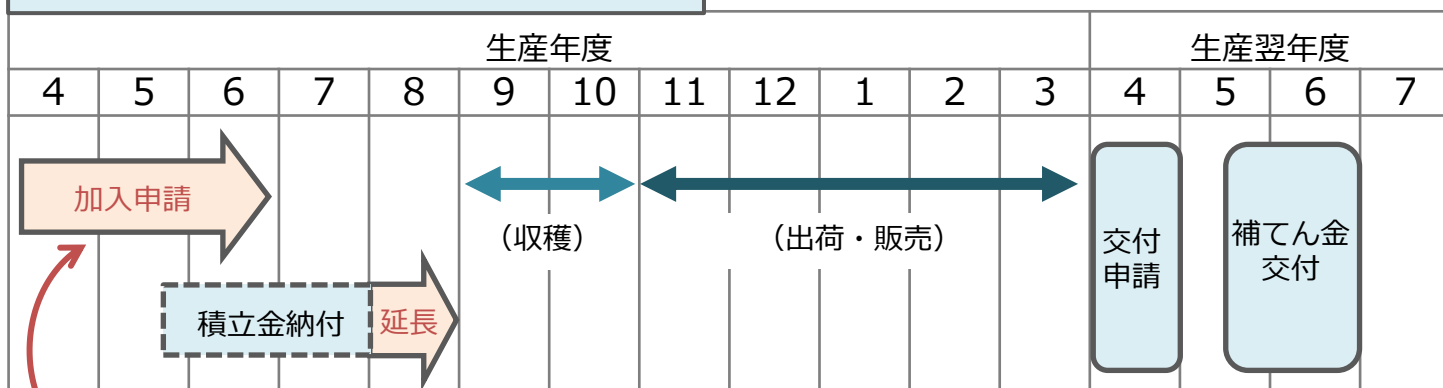 生産年度 生産翌年度
4 5 6 7 8 9 10 11 12 1 2 3 4 5 6 7
加入申請
（収穫）
（出荷・販売）
積立金納付
延長
交付
申請
補てん金
交付